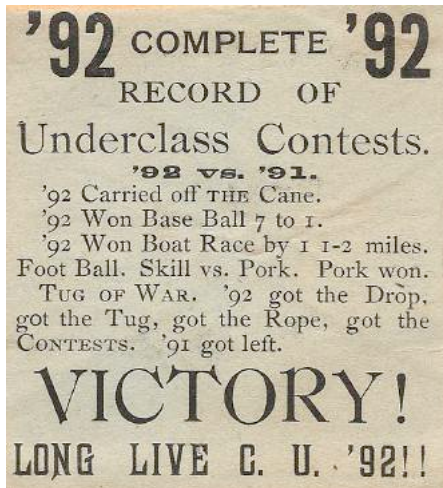 '92 COMPLETE '92
RECORD OF
Underclass Contests.
'92 vs. '91.
'92 Carried off THE Cane.
'92 Won Base Ball 7 to 1.
'92 Won Boat Race by 1 1-2 miles.
Foot Ball. Skill vs. Pork. Pork won.
TUG OF WAR. '92 got the Drop,
got the Tug, got the Rope, got the
CONTESTS. '91 got left.
VICTORY!
LONG LIVE C. U. '92!!